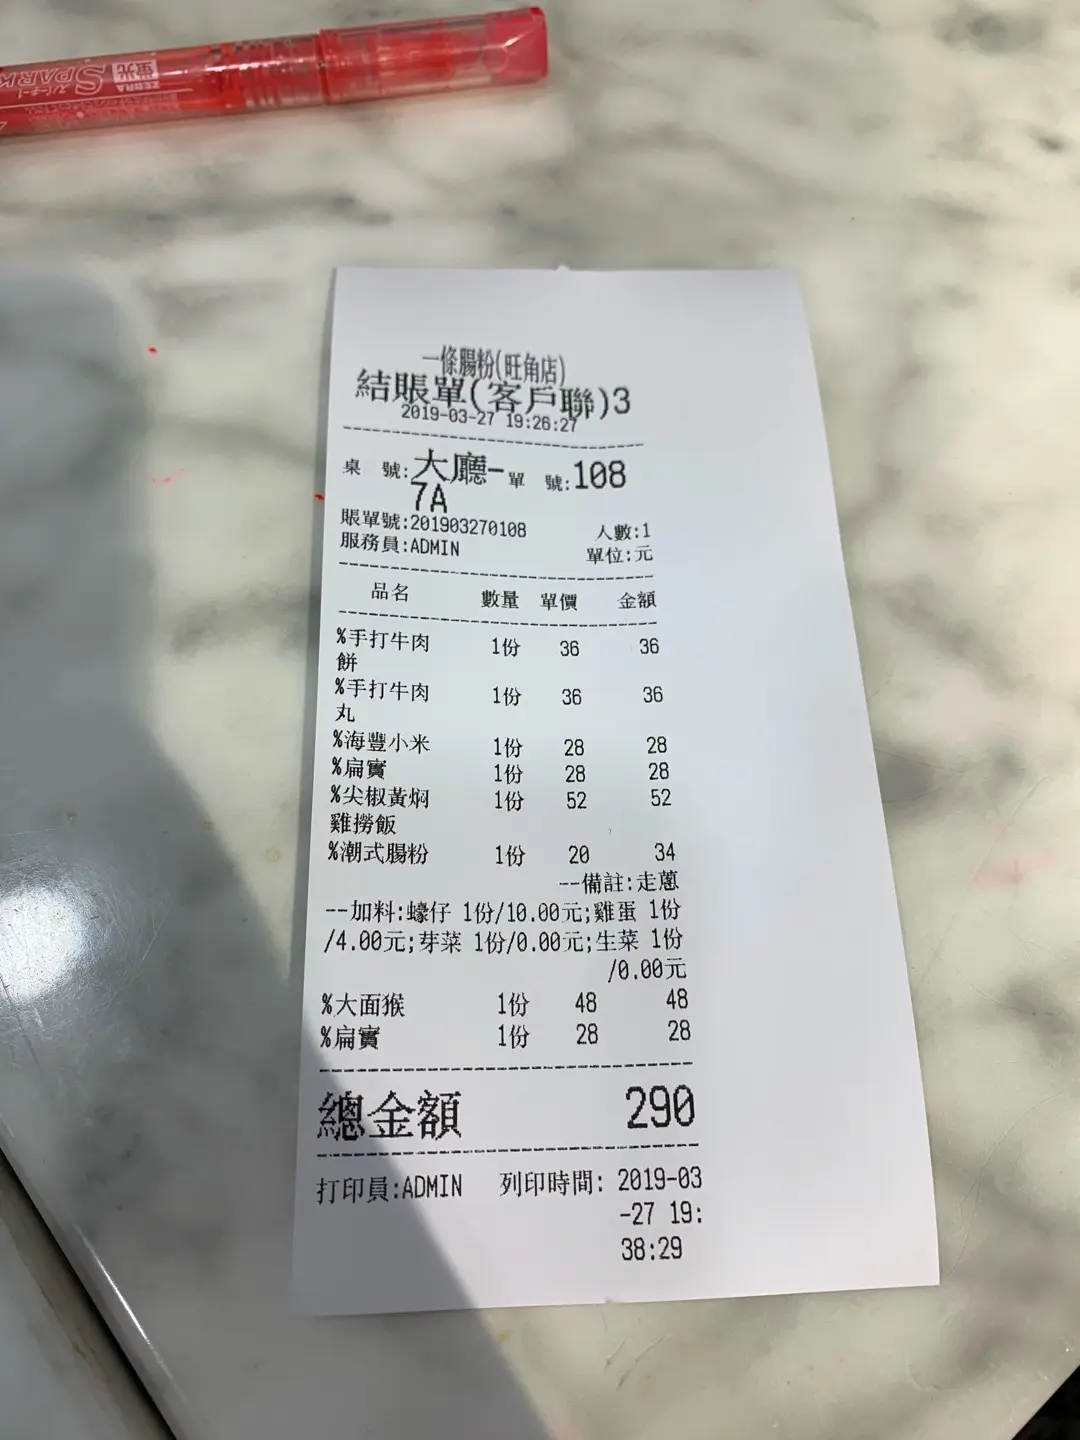 SPARK
蛍光
ZEBRA
一條腸粉(旺角店)
結賬單(客戶聯)3
2019-03-27 19:26:27
桌 號:大廳- 單 號:108
7A
賬單號:201903270108 人數:1
服務員:ADMIN 單位:元
品名 數量 單價 金額
%手打牛肉 1份 36 36
餅
%手打牛肉 1份 36 36
丸
%海豐小米 1份 28 28
%扁實 1份 28 28
%尖椒黃焖 1份 52 52
雞撈飯
%潮式腸粉 1份 20 34
--備註:走蔥
--加料:蠔仔 1份/10.00元;雞蛋 1份
/4.00元;芽菜 1份/0.00元;生菜 1份
/0.00元
%大面猴 1份 48 48
%扁實 1份 28 28
總金額 290
打印員:ADMIN 列印時間: 2019-03
-27 19:
38:29